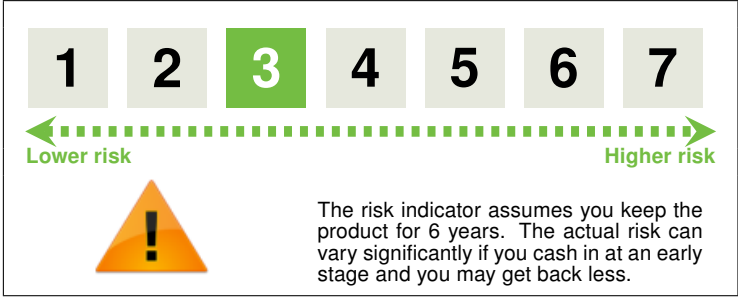 1 2 3 4 5 6 7
Lower risk Higher risk
The risk indicator assumes you keep the
product for 6 years. The actual risk can
vary significantly if you cash in at an early
stage and you may get back less.